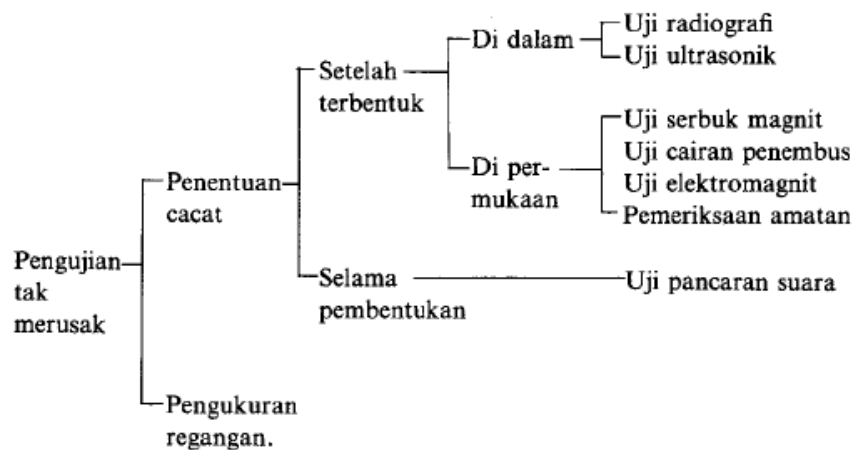 Di dalam
Uji radiografi
Uji ultrasonik
Setelah
terbentuk
Uji serbuk magnit
Uji cairan penembus
Di per-
mukaan
Uji elektromagnit
Pemeriksaan amatan
Penentuan
cacat
Pengujian
tak
merusak
Selama
pembentukan
Uji pancaran suara
Pengukuran
regangan.